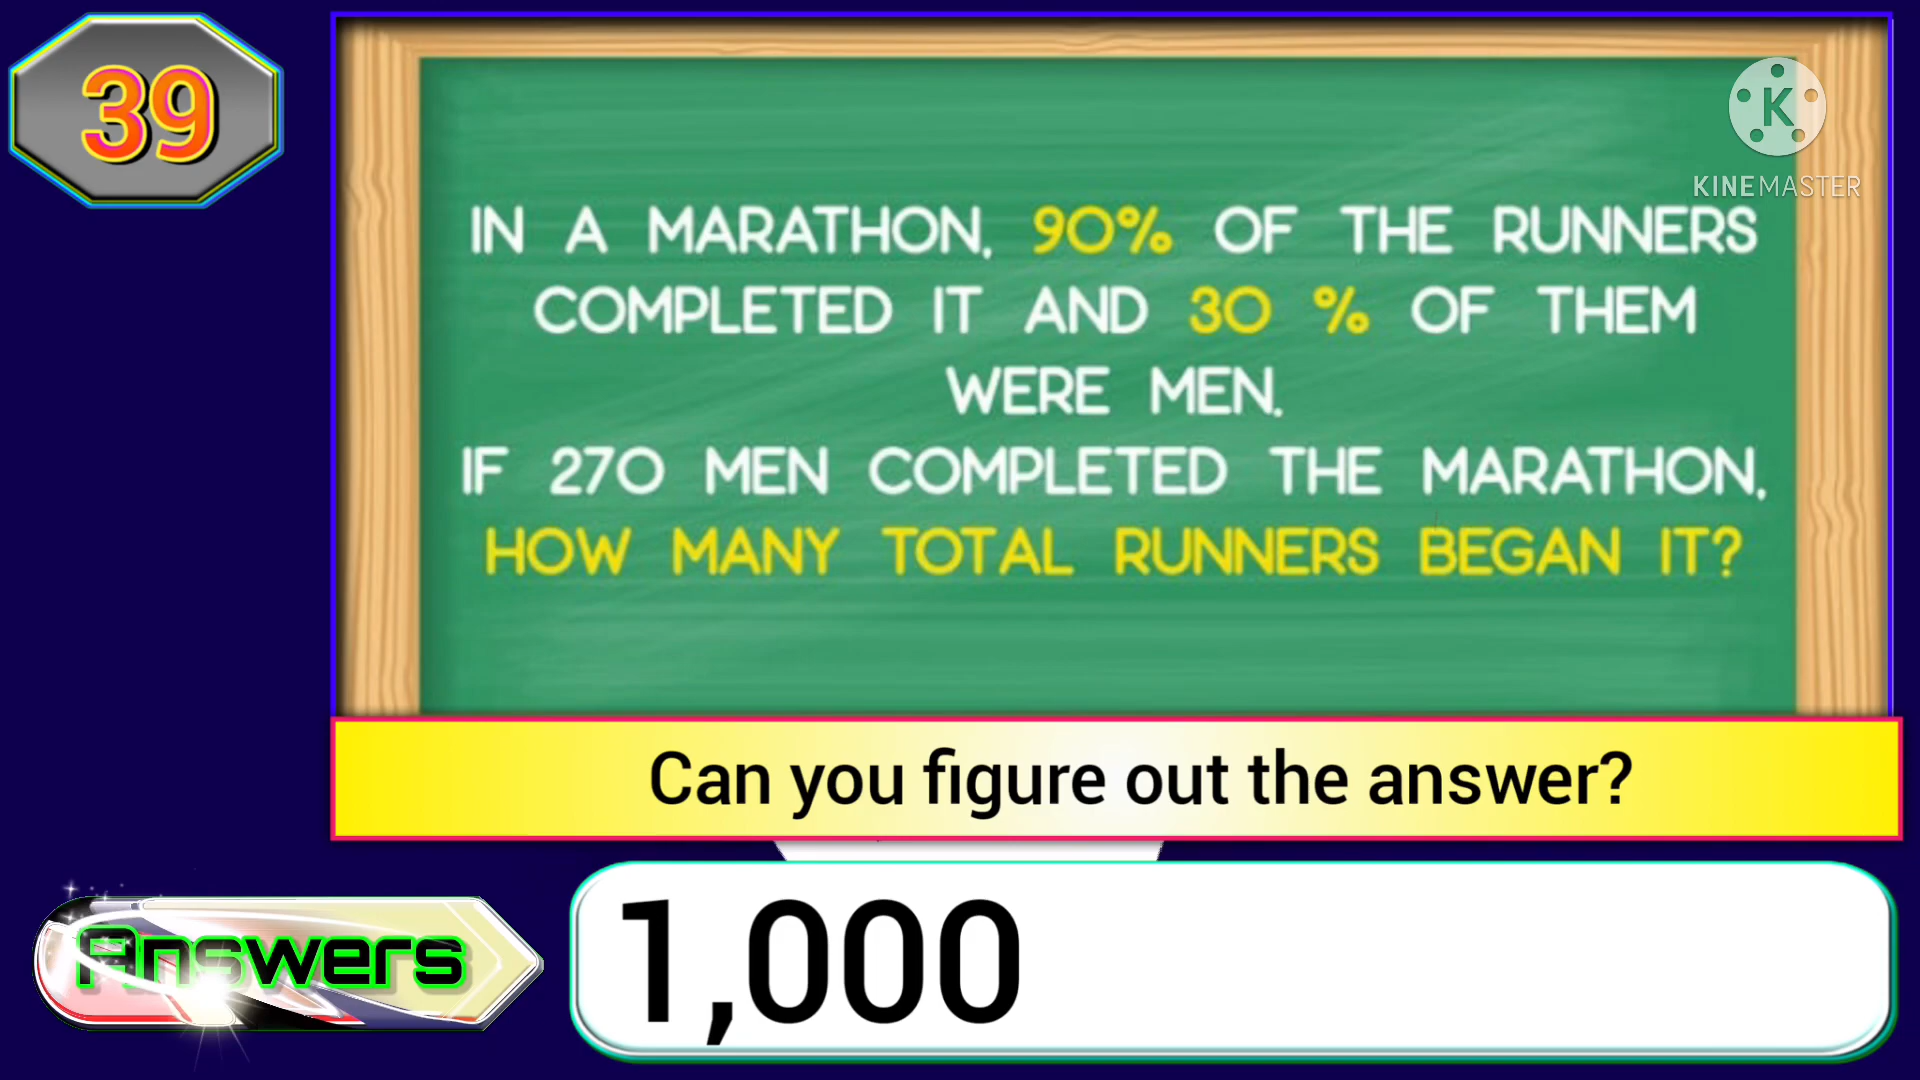 39
KINEMASTER
IN A MARATHON, 90% OF THE RUNNERS
COMPLETED IT AND 30 % OF THEM
WERE MEN.
IF 270 MEN COMPLETED THE MARATHON,
HOW MANY TOTAL RUNNERS BEGAN IT?
Can you figure out the answer?
Answers
1,000